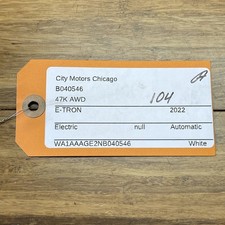 City Motors Chicago
B040546
47K AWD
104
E-TRON 2022
Electric null Automatic
WA1AAAGE2NB040546 White